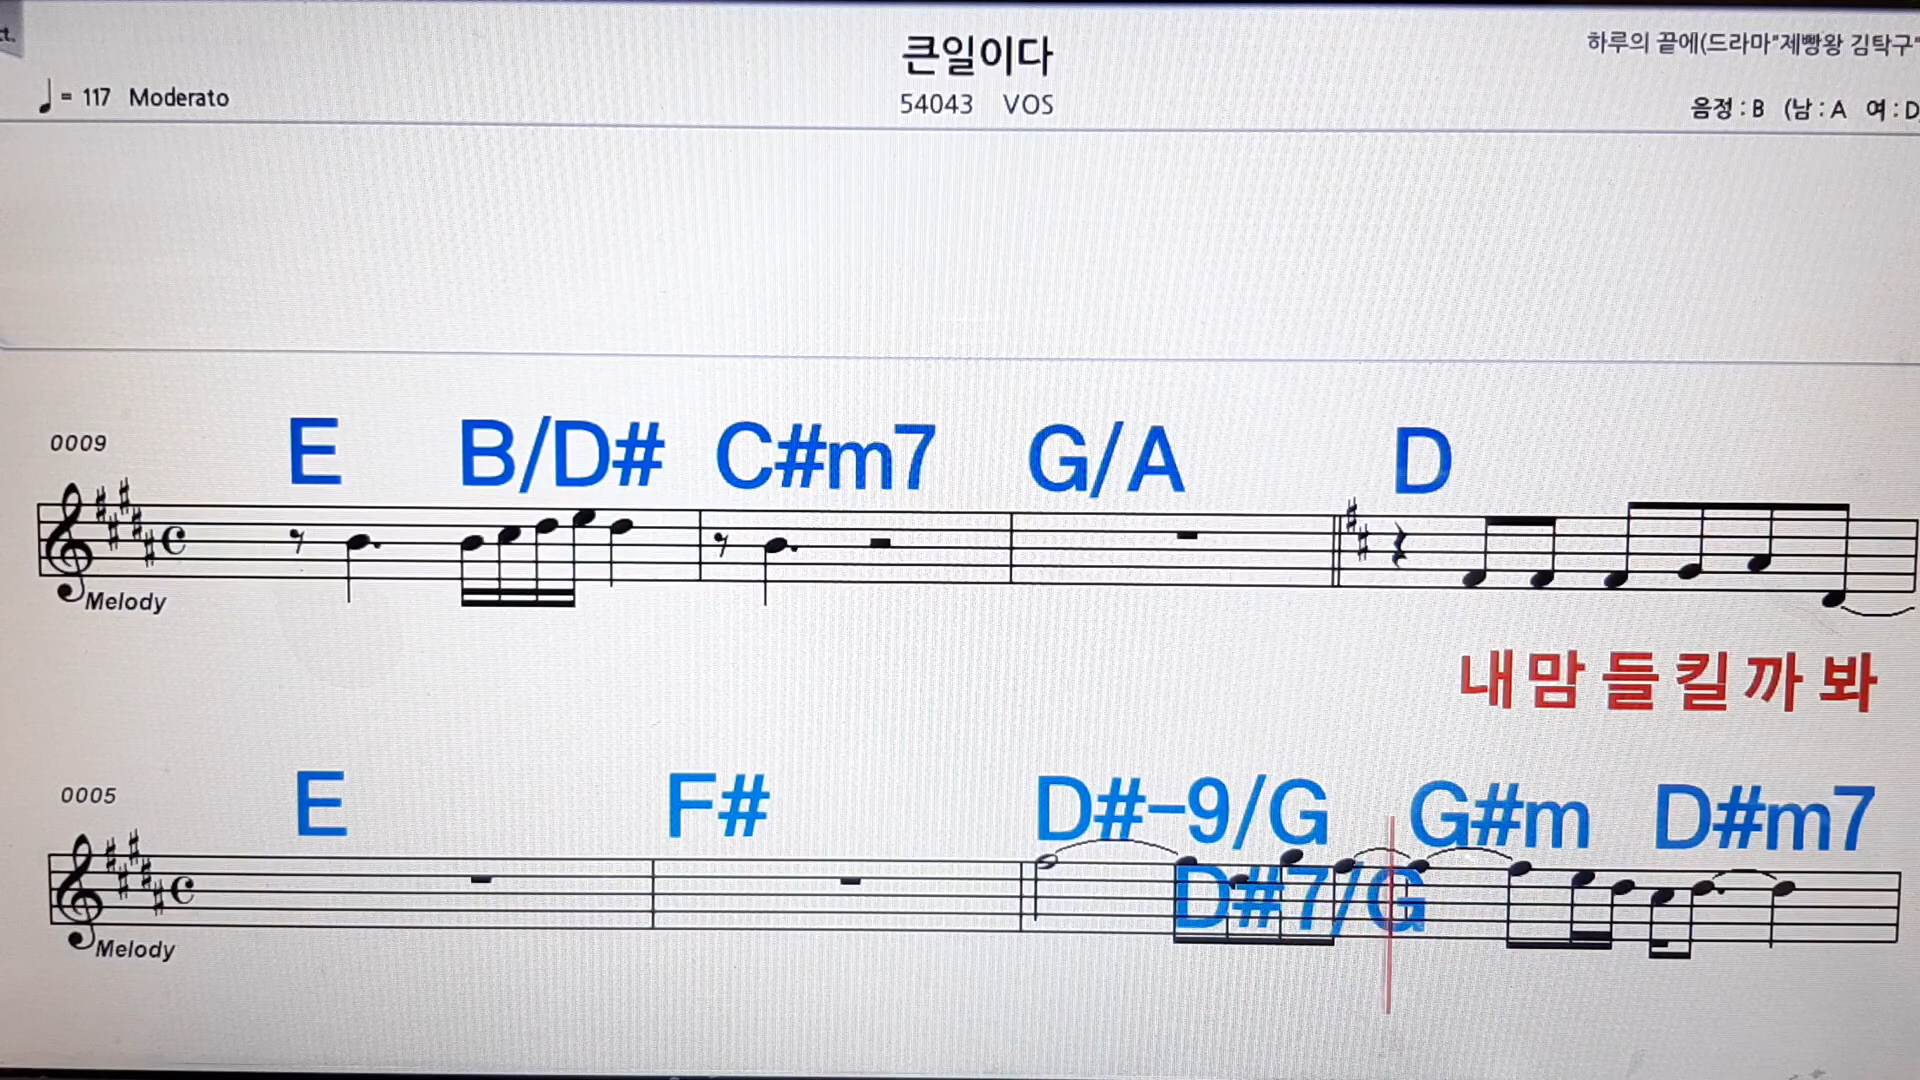 큰일이다
하루의 끝에(드라마"제빵왕 김탁구"
♩= 117 Moderato
54043 VOS
음정 : B (남 : A 여 : D
0009
E B/D# C#m7 G/A D
Melody
내 맘 들 킬 까 봐
0005
E F# D#-9/G G#m D#m7
D#7/G
Melody